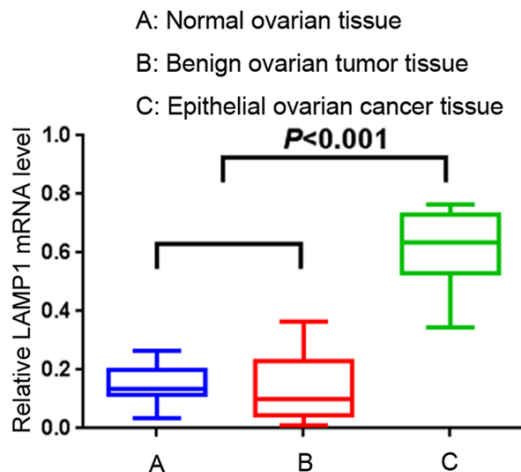 A: Normal ovarian tissue
B: Benign ovarian tumor tissue
C: Epithelial ovarian cancer tissue
P<0.001
Relative LAMP1 mRNA level
1.0
0.8
0.6
0.4
0.2
0.0
A B C